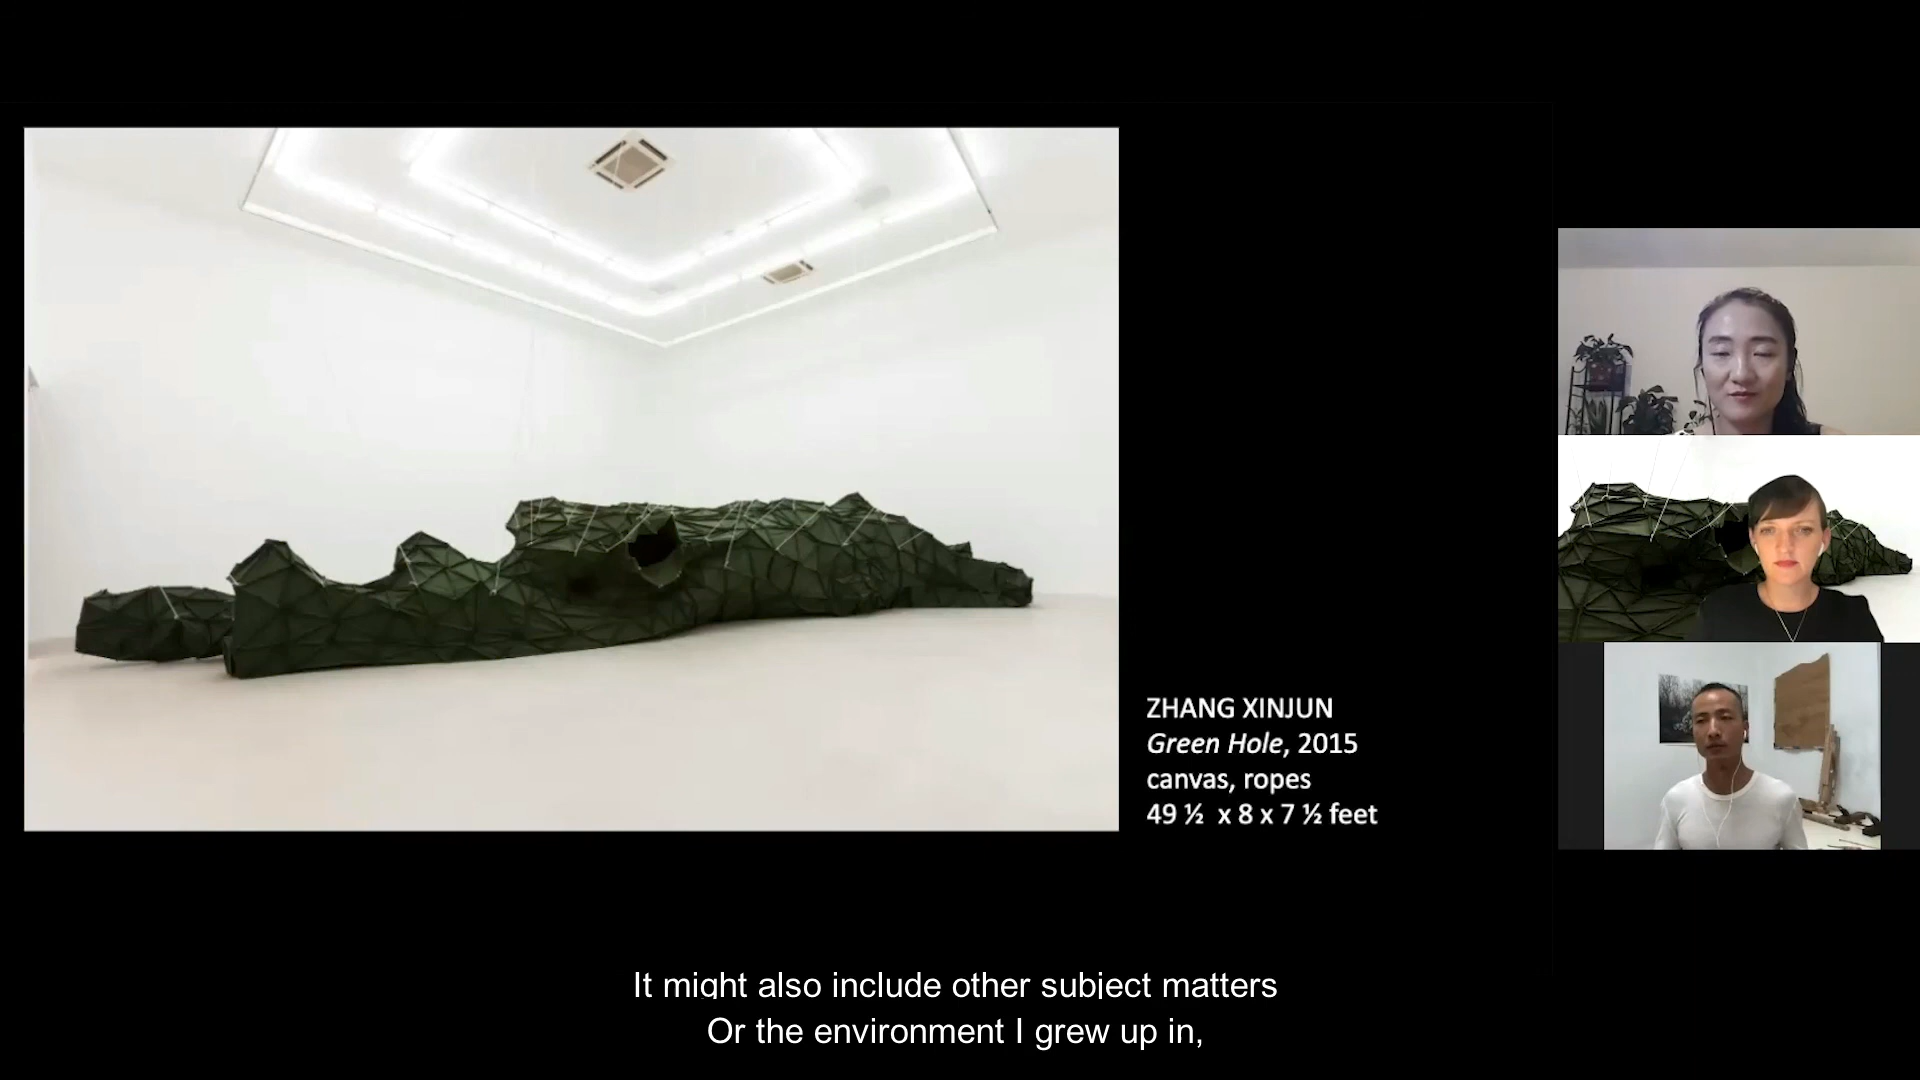 ZHANG XINJUN
Green Hole, 2015
canvas, ropes
49 ½ x 8 x 7 ½ feet
It might also include other subject matters
Or the environment I grew up in,